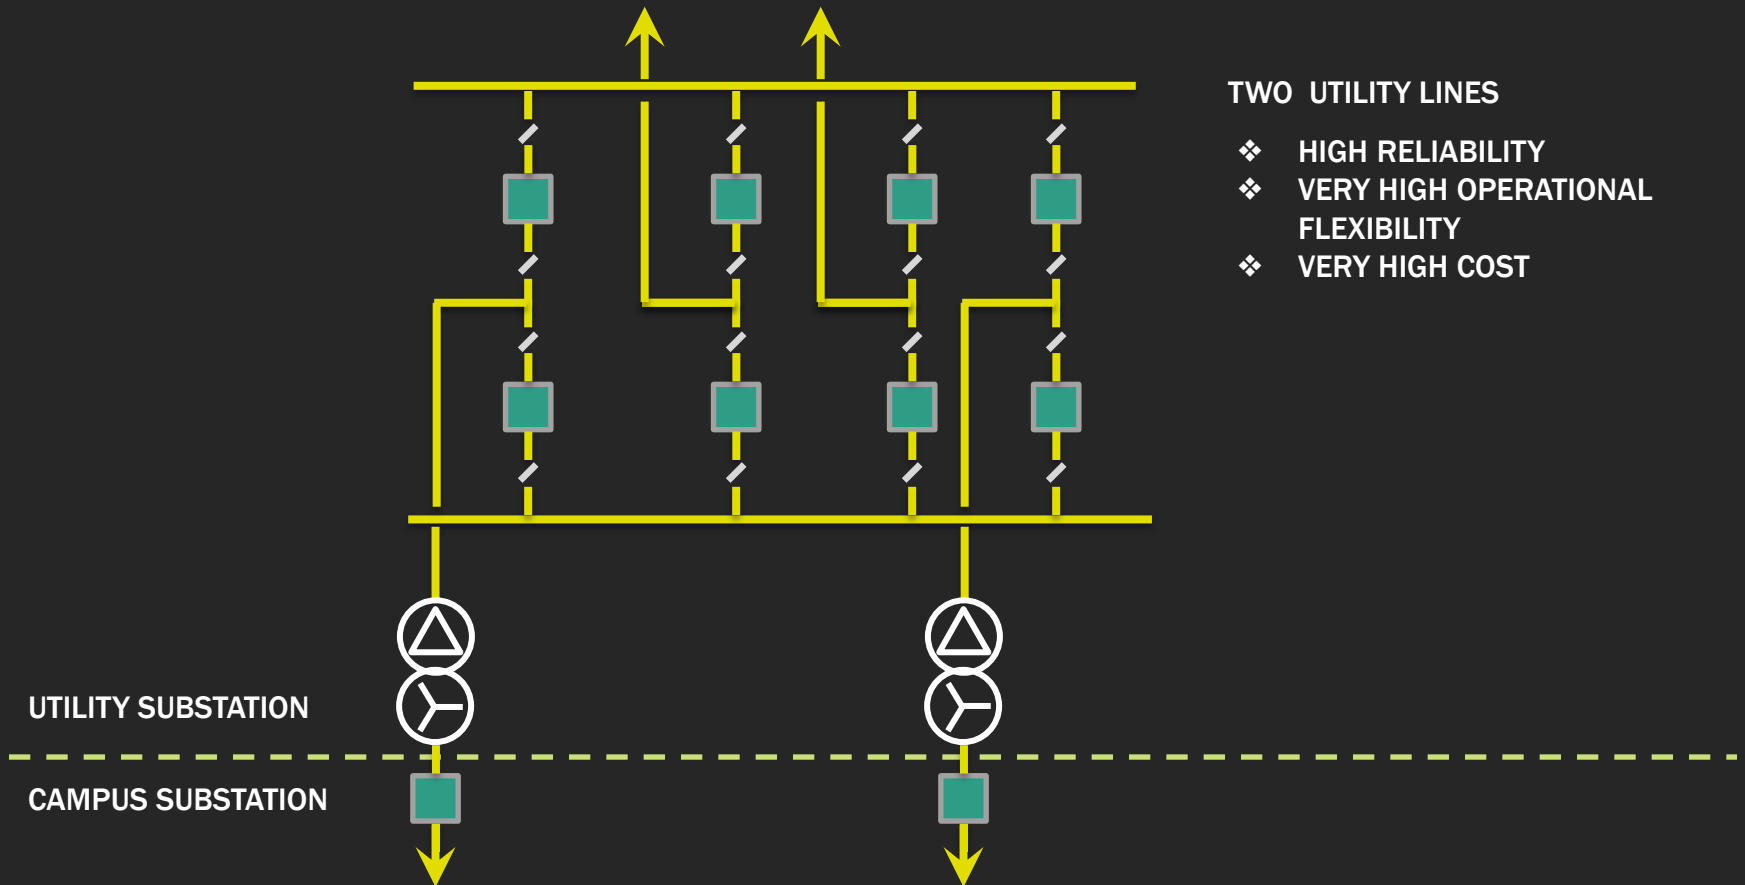 TWO UTILITY LINES
❖ HIGH RELIABILITY
❖ VERY HIGH OPERATIONAL
FLEXIBILITY
❖ VERY HIGH COST
UTILITY SUBSTATION
CAMPUS SUBSTATION